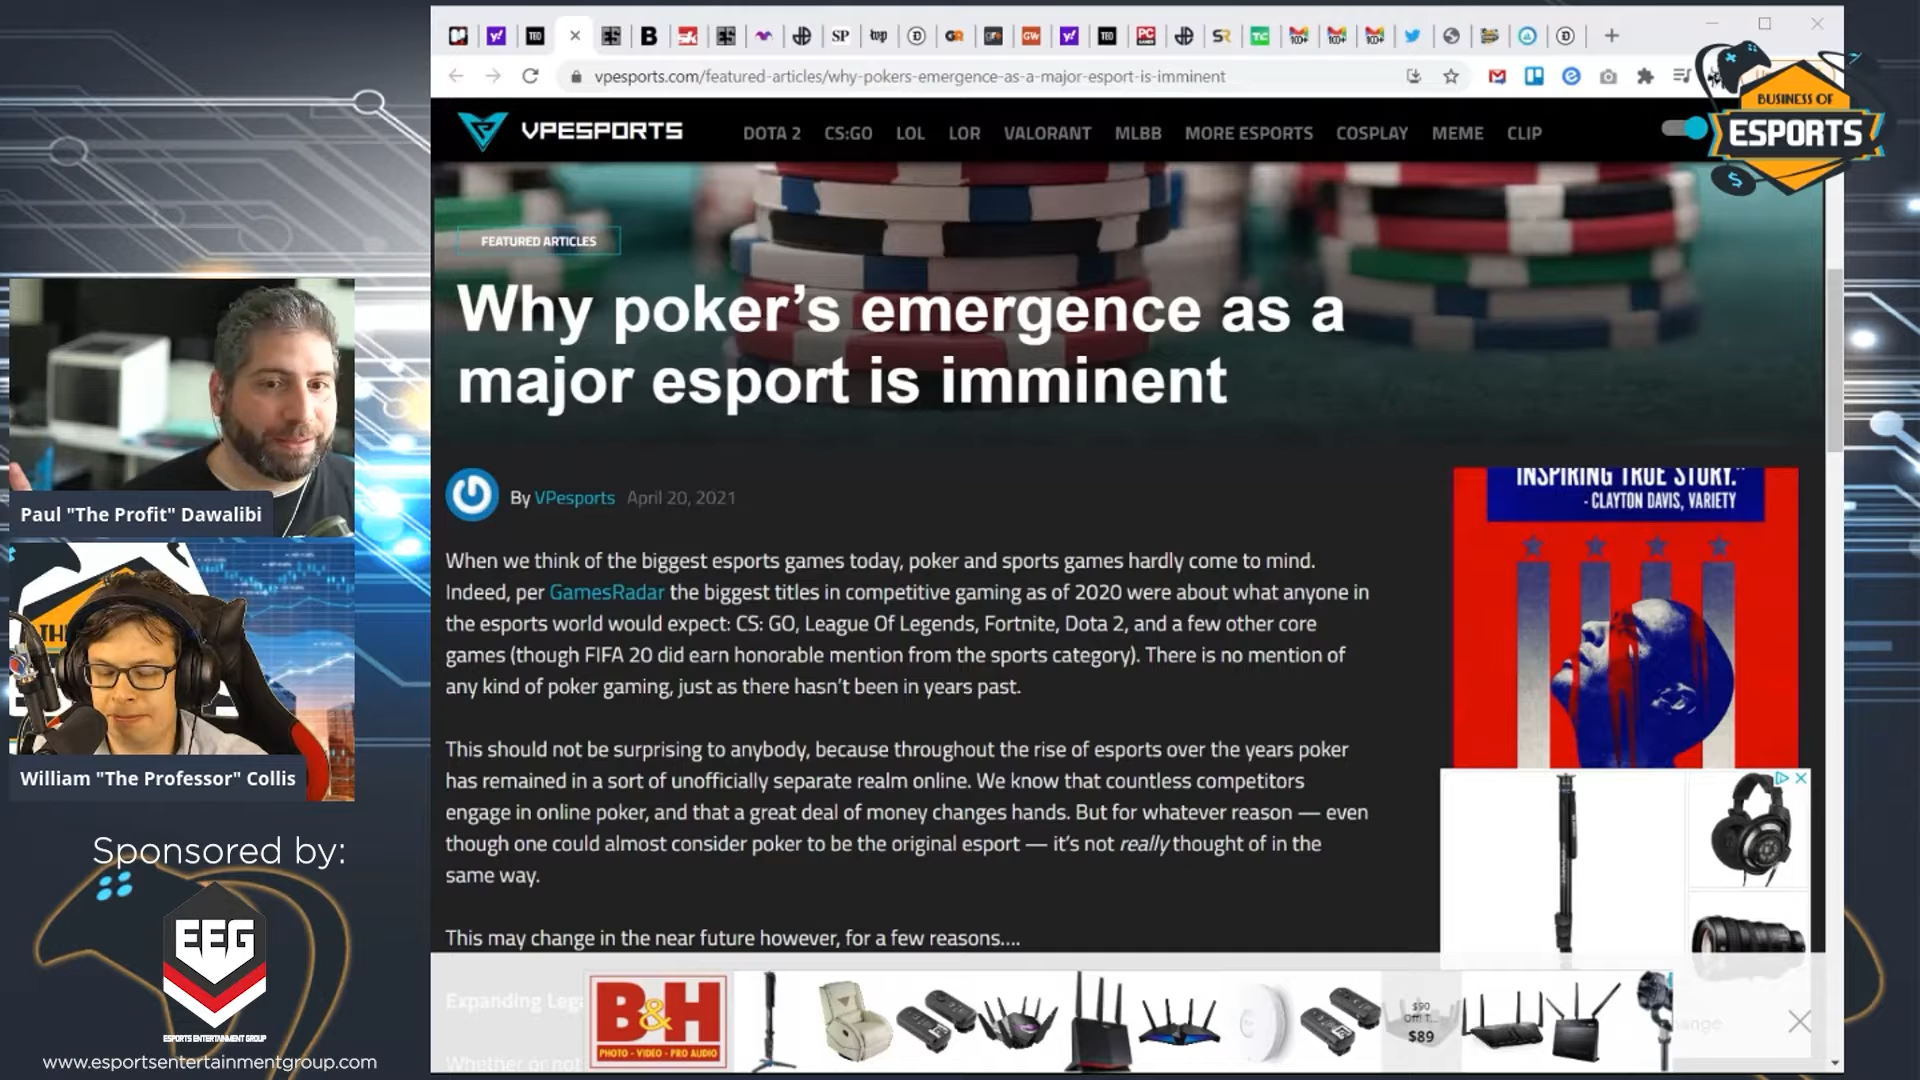 vpesports.com/featured-articles/why-pokers-emergence-as-a-major-esport-is-imminent
BUSINESS OF
ESPORTS
VPESPORTS
DOTA 2 CS:GO LOL LOR VALORANT MLBB MORE ESPORTS COSPLAY MEME CLIP
FEATURED ARTICLES
Why poker’s emergence as a
major esport is imminent
By VPesports April 20, 2021
When we think of the biggest esports games today, poker and sports games hardly come to mind.
Indeed, per GamesRadar the biggest titles in competitive gaming as of 2020 were about what anyone in
the esports world would expect: CS: GO, League Of Legends, Fortnite, Dota 2, and a few other core
games (though FIFA 20 did earn honorable mention from the sports category). There is no mention of
any kind of poker gaming, just as there hasn’t been in years past.
This should not be surprising to anybody, because throughout the rise of esports over the years poker
has remained in a sort of unofficially separate realm online. We know that countless competitors
engage in online poker, and that a great deal of money changes hands. But for whatever reason — even
though one could almost consider poker to be the original esport — it’s not really thought of in the
same way.
This may change in the near future however, for a few reasons....
Expanding Lega
Whether or not
INSPIRING TRUE STORY."
- CLAYTON DAVIS, VARIETY
B&H
PHOTO - VIDEO - PRO AUDIO
$90
$89
Paul "The Profit" Dawalibi
William "The Professor" Collis
Sponsored by:
EEG
ESPORTS ENTERTAINMENT GROUP
www.esportsentertainmentgroup.com